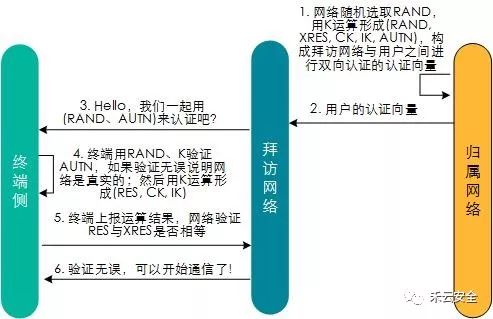 1. 网络随机选取RAND,
用K运算形成(RAND,
XRES, CK, IK, AUTN)，构
成拜访网络与用户之间进
行双向认证的认证向量
2. 用户的认证向量
3. Hello，我们一起用
(RAND、AUTN)来认证吧?
4. 终端用RAND、K验证
AUTN，如果验证无误说明网
络是真实的；然后用K运算形
成(RES, CK, IK)
5. 终端上报运算结果，网络验证
RES与XRES是否相等
6. 验证无误，可以开始通信了!
终端侧
拜访网络
归属网络
禾云安全